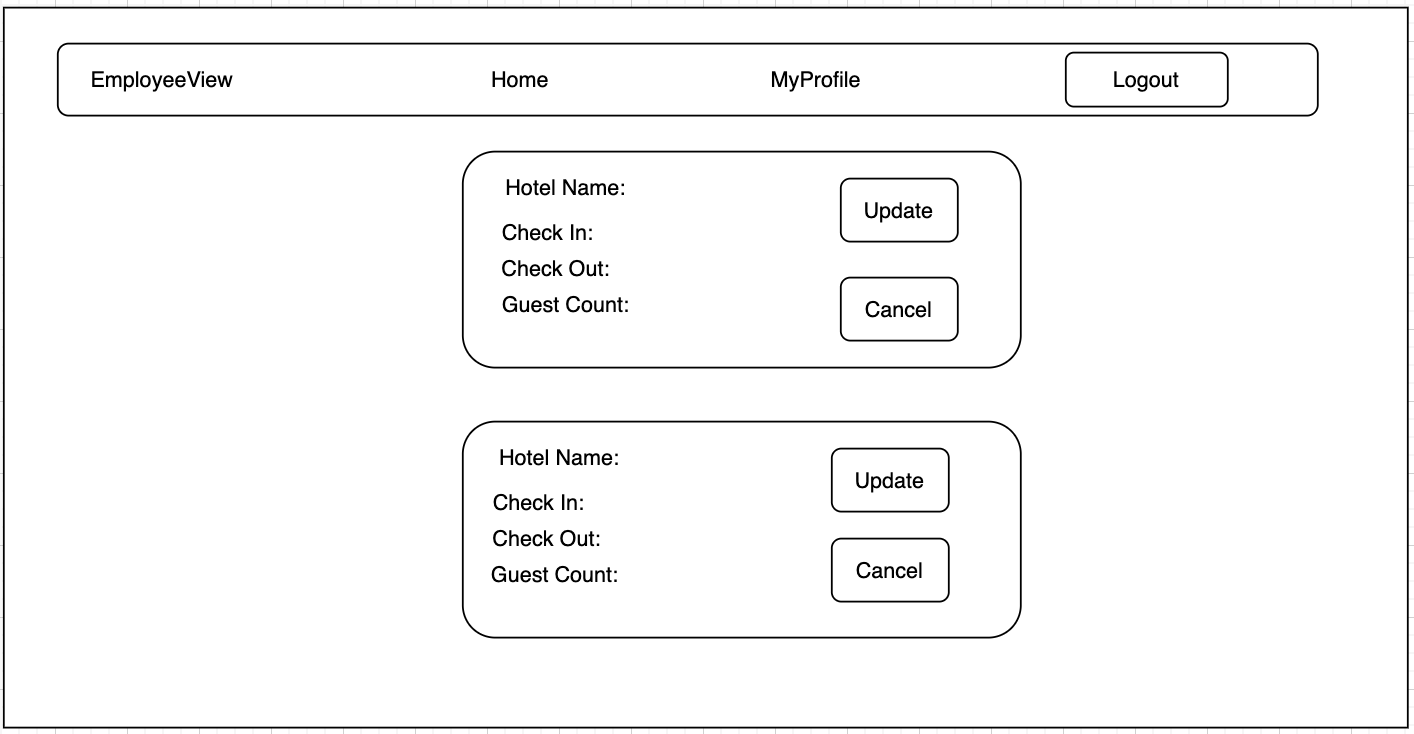 EmployeeView Home MyProfile Logout
Hotel Name:
Update
Check In:
Check Out:
Guest Count:
Cancel
Hotel Name:
Update
Check In:
Check Out:
Guest Count:
Cancel